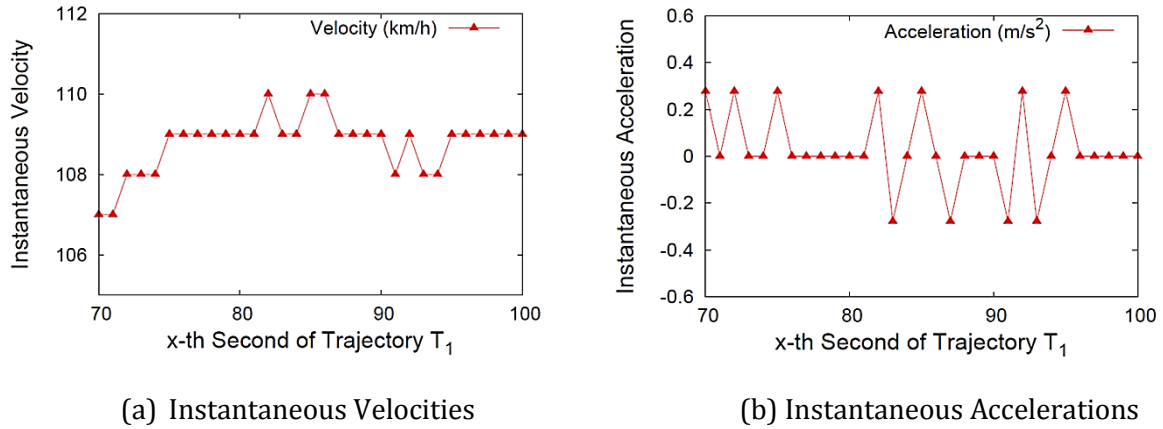 112
110
108
106
Instantaneous Velocity
Velocity (km/h)
70
80
90
100
x-th Second of Trajectory T1
(a) Instantaneous Velocities
0.6
0.4
0.2
0
-0.2
-0.4
-0.6
Instantaneous Acceleration
Acceleration (m/s²)
70
80
90
100
x-th Second of Trajectory T1
(b) Instantaneous Accelerations